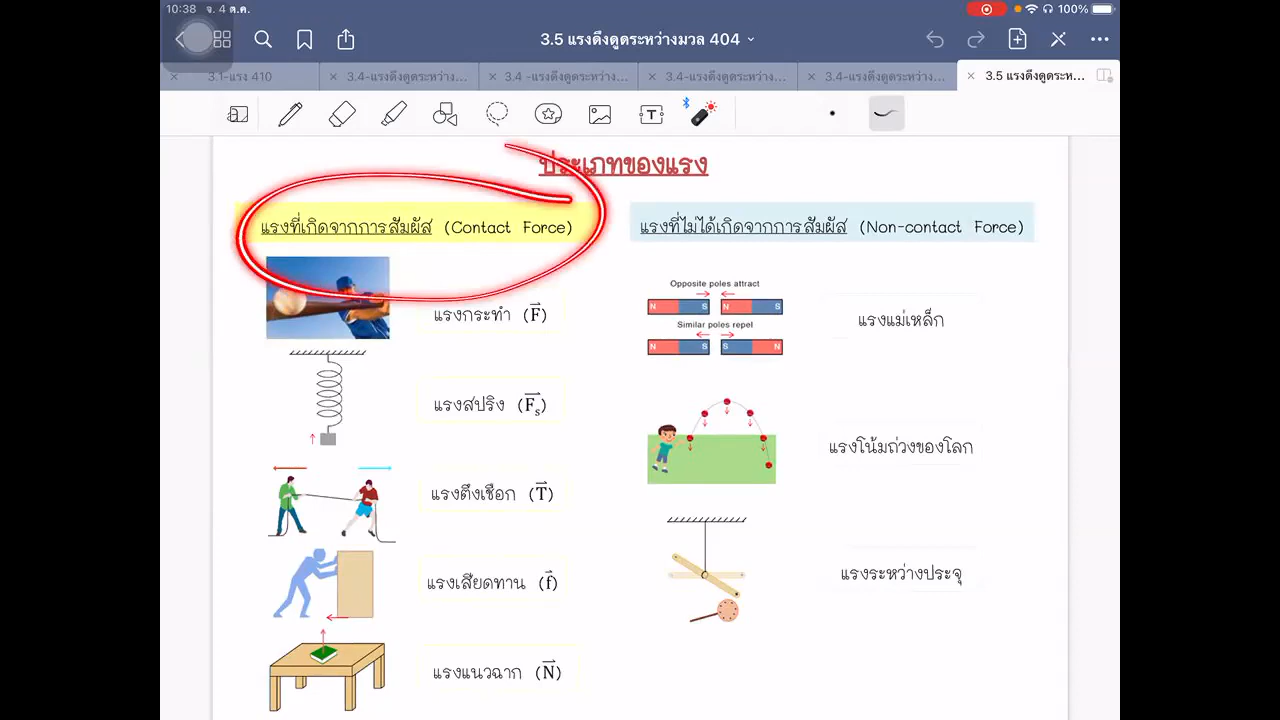 10:38 จ. 4 ต.ค.
100%
3.5 แรงดึงดูดระหว่างมวล 404
3.1-แรง 410
3.4-แรงดึงดูดระหว่าง...
3.4 -แรงดึงดูดระหว่าง...
3.4-แรงดึงดูดระหว่าง...
3.4-แรงดึงดูดระหว่าง...
3.5 แรงดึงดูดระห...
T
ประเภทของแรง
แรงที่เกิดจากการสัมผัส (Contact Force)
แรงกระทำ (F⃗)
แรงสปริง (F⃗s)
แรงตึงเชือก (T⃗)
แรงเสียดทาน (f⃗)
แรงแนวฉาก (N⃗)
แรงที่ไม่ได้เกิดจากการสัมผัส (Non-contact Force)
Opposite poles attract
N S N S
Similar poles repel
N S S N
แรงแม่เหล็ก
แรงโน้มถ่วงของโลก
แรงระหว่างประจุ